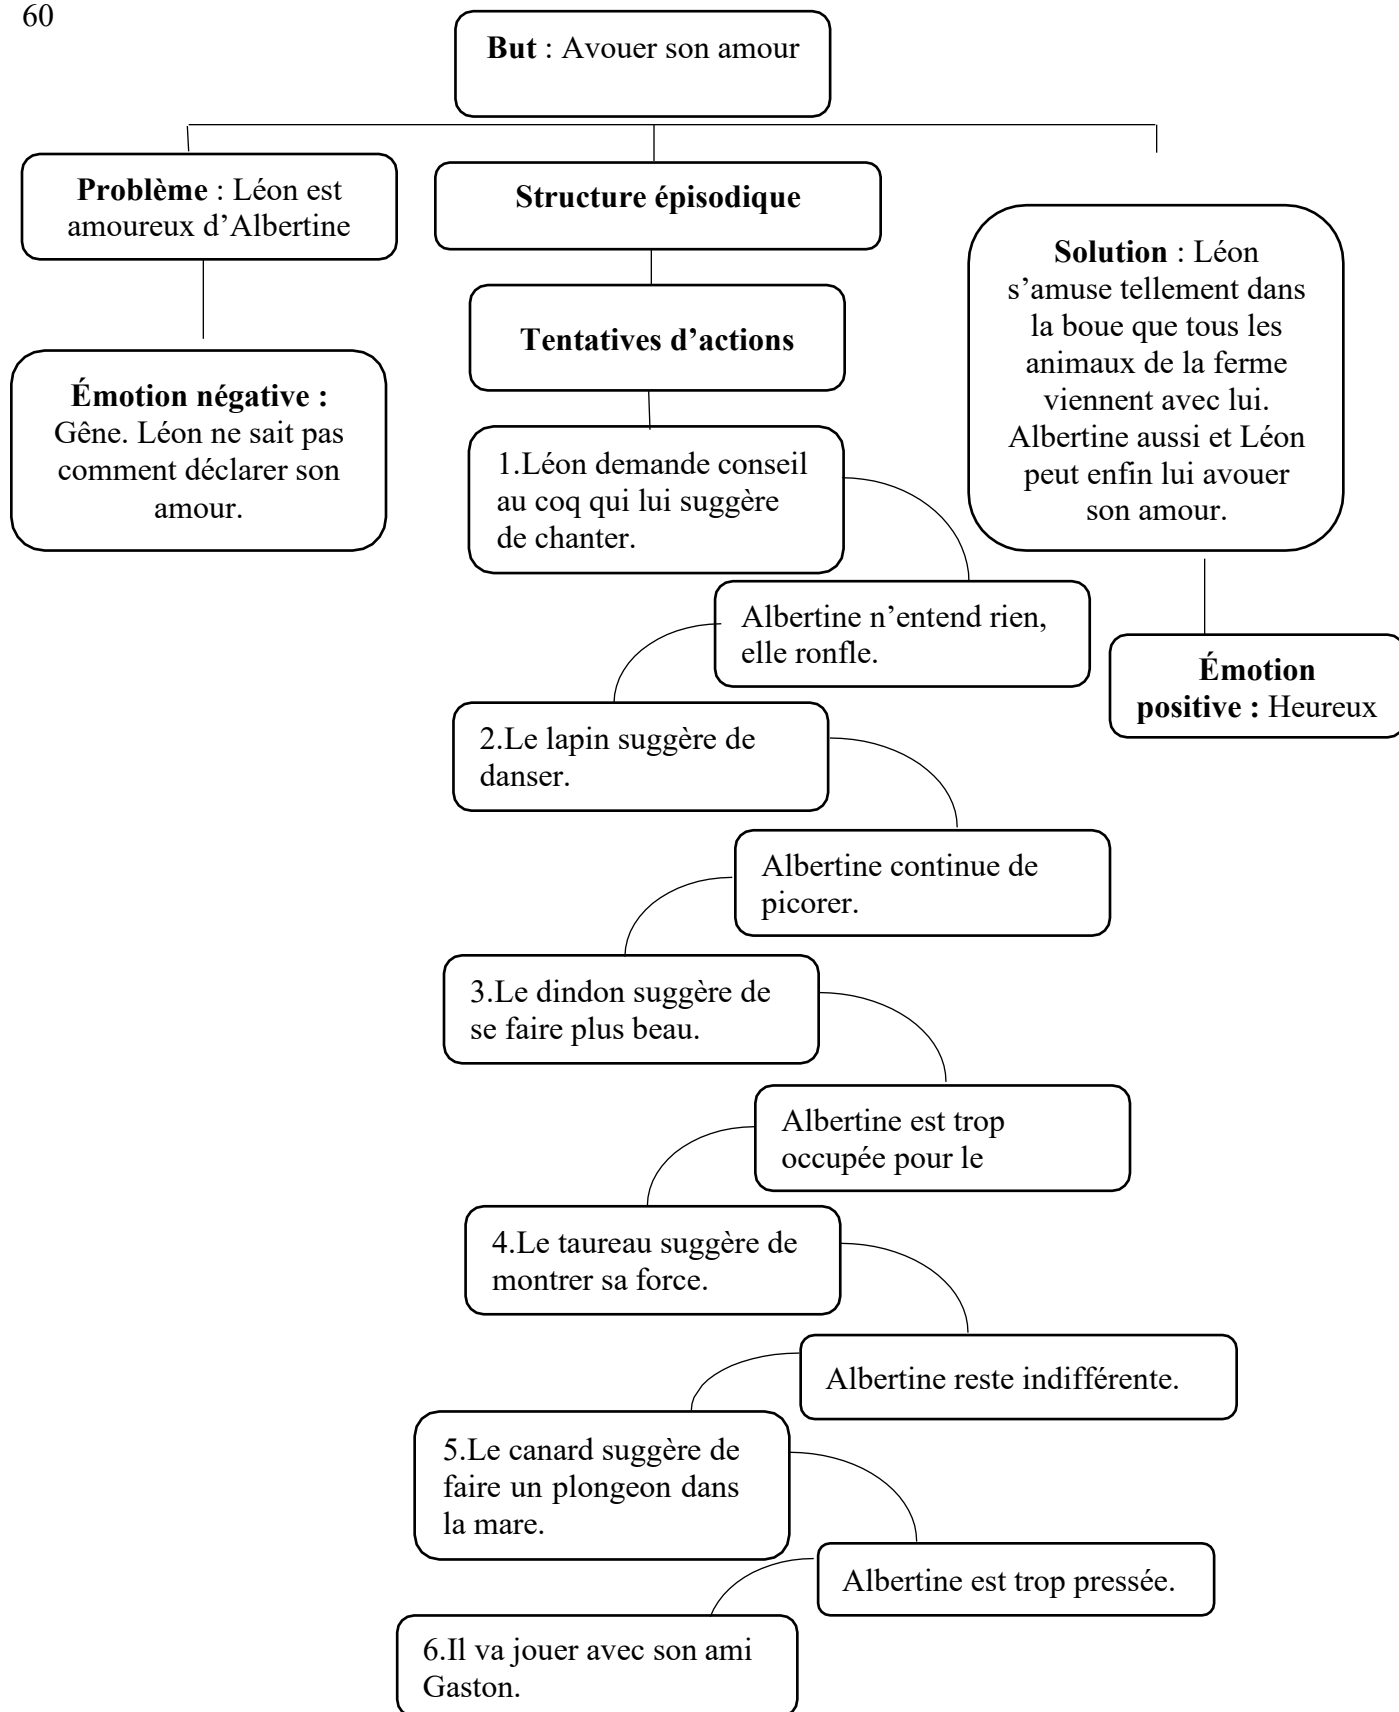 60
But : Avouer son amour
Problème : Léon est
amoureux d’Albertine
Émotion négative :
Gêne. Léon ne sait pas
comment déclarer son
amour.
Structure épisodique
Tentatives d’actions
1.Léon demande conseil
au coq qui lui suggère
de chanter.
Albertine n’entend rien,
elle ronfle.
2.Le lapin suggère de
danser.
Albertine continue de
picorer.
3.Le dindon suggère de
se faire plus beau.
Albertine est trop
occupée pour le
4.Le taureau suggère de
montrer sa force.
Albertine reste indifférente.
5.Le canard suggère de
faire un plongeon dans
la mare.
Albertine est trop pressée.
6.Il va jouer avec son ami
Gaston.
Solution : Léon
s’amuse tellement dans
la boue que tous les
animaux de la ferme
viennent avec lui.
Albertine aussi et Léon
peut enfin lui avouer
son amour.
Émotion
positive : Heureux